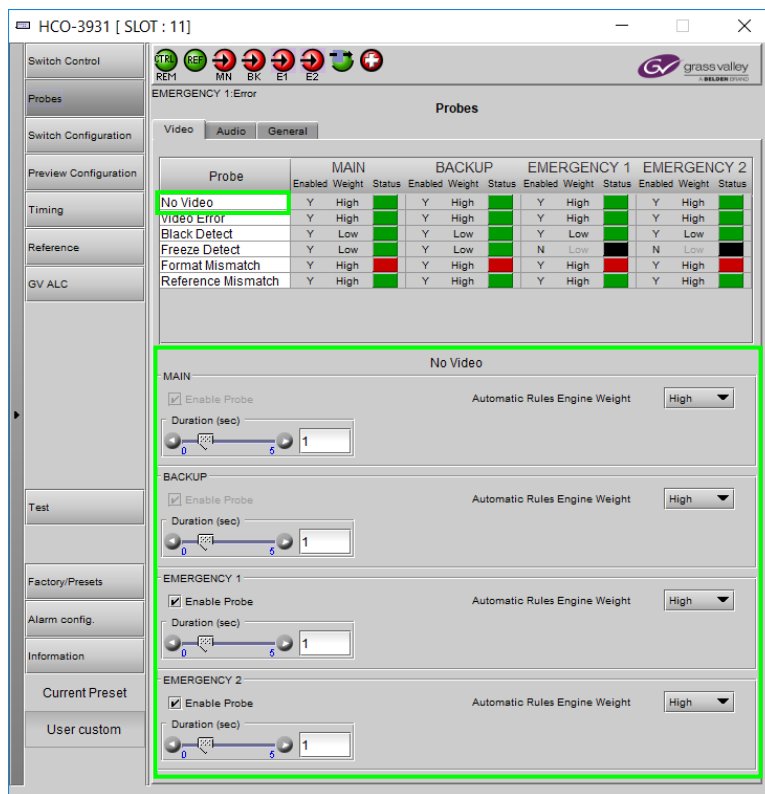 HCO-3931 [ SLOT : 11]
Switch Control
Probes
Switch Configuration
Preview Configuration
Timing
Reference
GV ALC
Test
Factory/Presets
Alarm config.
Information
Current Preset
User custom
CTRL REF
REM MN BK E1 E2
GV grass valley
A BELDEN BRAND
EMERGENCY 1:Error
Probes
Video Audio General
Probe MAIN BACKUP EMERGENCY 1 EMERGENCY 2
Enabled Weight Status Enabled Weight Status Enabled Weight Status Enabled Weight Status
No Video Y High Y High Y High Y High
Video Error Y High Y High Y High Y High
Black Detect Y Low Y Low Y Low Y Low
Freeze Detect Y Low Y Low N Low N Low
Format Mismatch Y High Y High Y High Y High
Reference Mismatch Y High Y High Y High Y High
No Video
MAIN
Enable Probe Automatic Rules Engine Weight High
Duration (sec)
0 5 1
BACKUP
Enable Probe Automatic Rules Engine Weight High
Duration (sec)
0 5 1
EMERGENCY 1
Enable Probe Automatic Rules Engine Weight High
Duration (sec)
0 5 1
EMERGENCY 2
Enable Probe Automatic Rules Engine Weight High
Duration (sec)
0 5 1